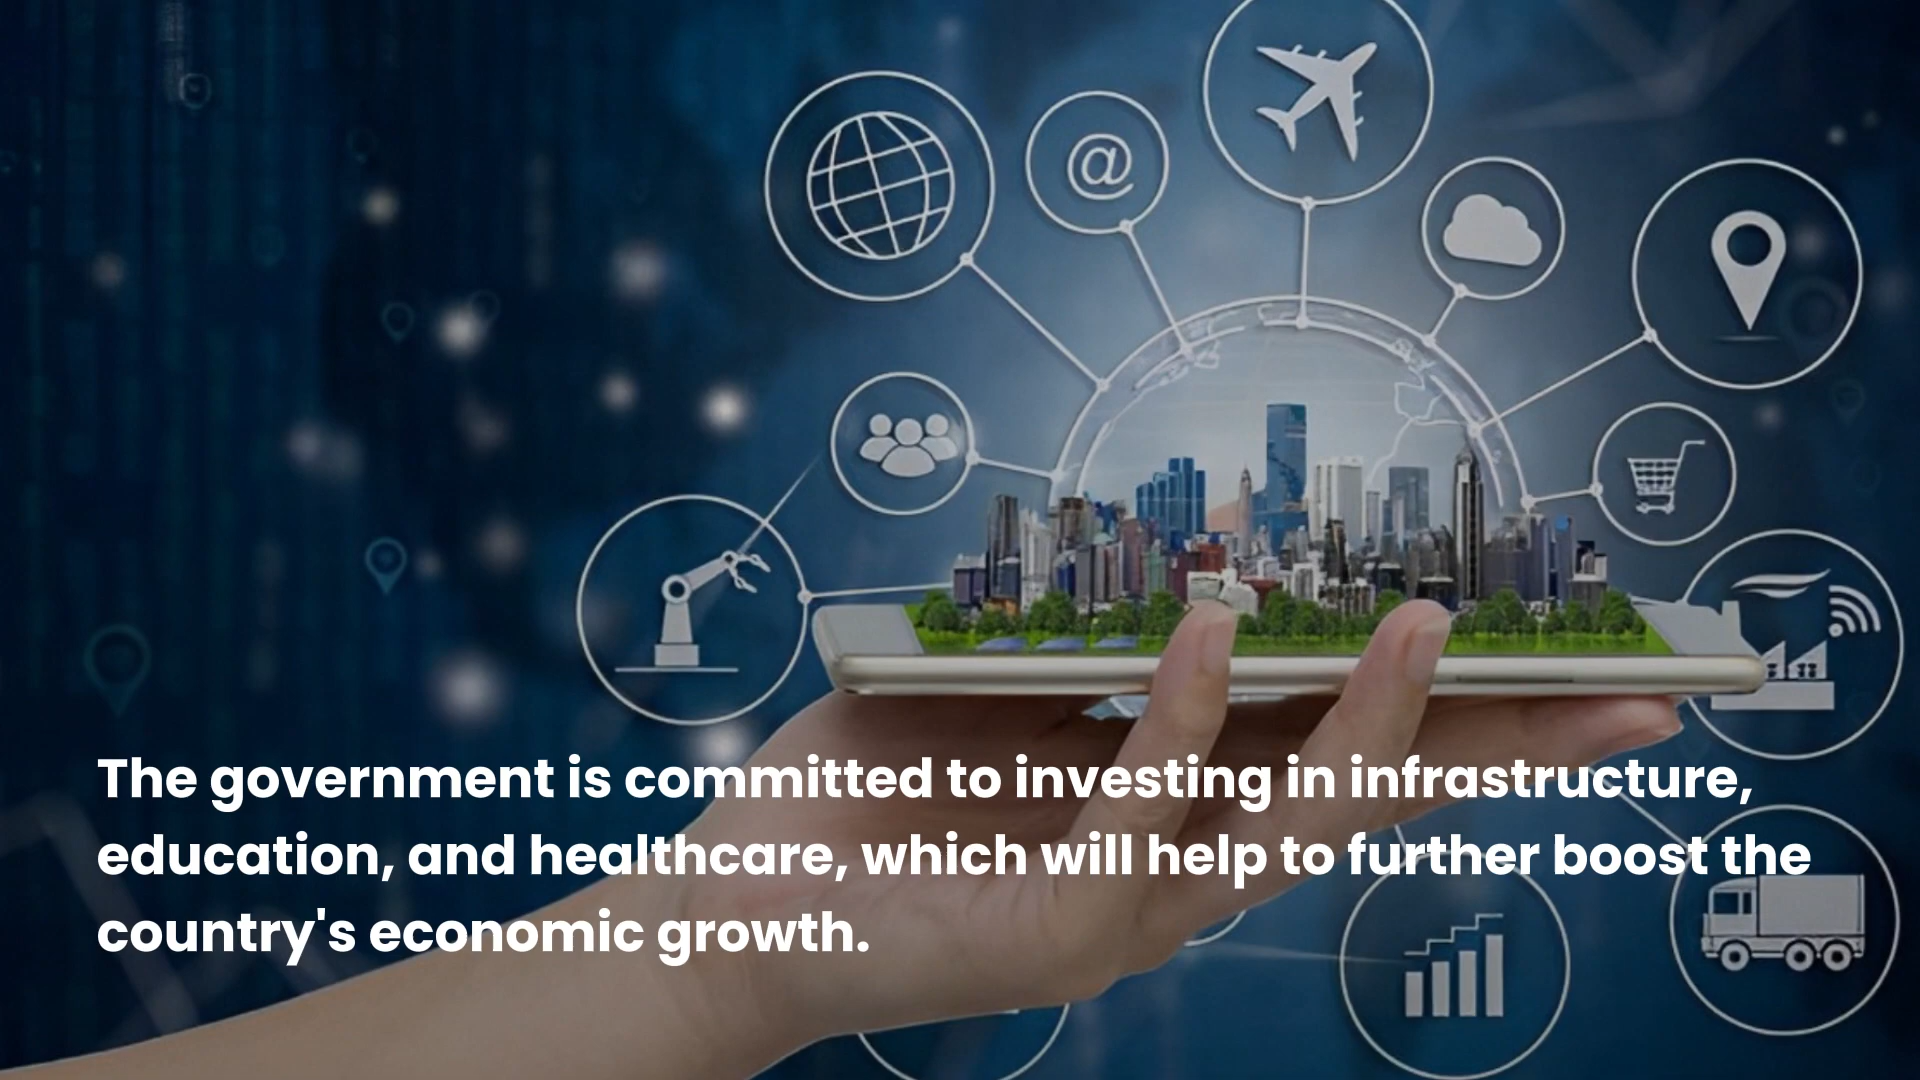 @
The government is committed to investing in infrastructure,
education, and healthcare, which will help to further boost the
country's economic growth.